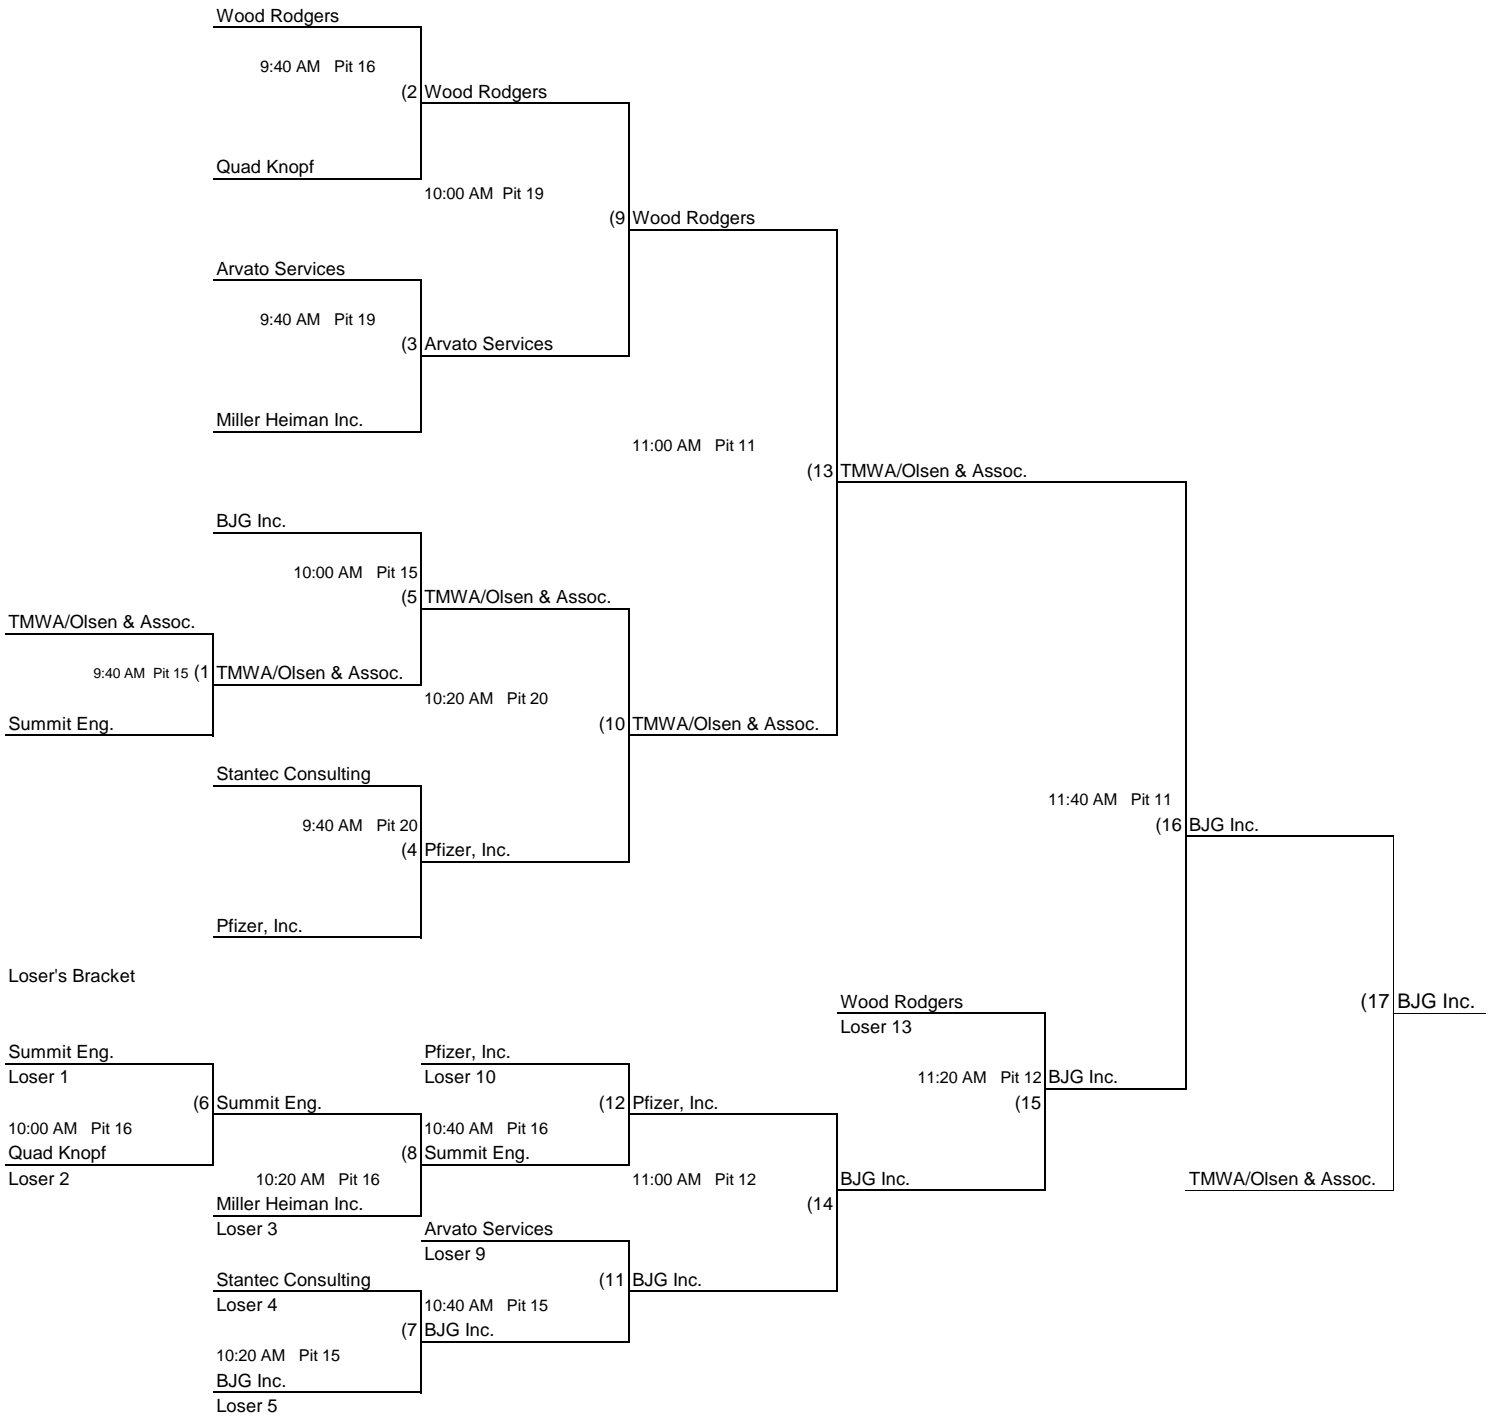 Wood Rodgers
9:40 AM Pit 16
(2 Wood Rodgers
Quad Knopf
10:00 AM Pit 19
(9 Wood Rodgers
Arvato Services
9:40 AM Pit 19
(3 Arvato Services
Miller Heiman Inc.
11:00 AM Pit 11
(13 TMWA/Olsen & Assoc.
BJG Inc.
10:00 AM Pit 15
(5 TMWA/Olsen & Assoc.
TMWA/Olsen & Assoc.
9:40 AM Pit 15 (1 TMWA/Olsen & Assoc.
10:20 AM Pit 20
Summit Eng.
(10 TMWA/Olsen & Assoc.
Stantec Consulting
11:40 AM Pit 11
9:40 AM Pit 20
(16 BJG Inc.
(4 Pfizer, Inc.
Pfizer, Inc.
Loser's Bracket
Wood Rodgers
(17 BJG Inc.
Loser 13
Summit Eng.
Pfizer, Inc.
Loser 1
Loser 10
11:20 AM Pit 12 BJG Inc.
(6 Summit Eng.
(12 Pfizer, Inc.
(15
10:00 AM Pit 16
10:40 AM Pit 16
Quad Knopf
(8 Summit Eng.
Loser 2
10:20 AM Pit 16
11:00 AM Pit 12
BJG Inc.
TMWA/Olsen & Assoc.
Miller Heiman Inc.
(14
Loser 3
Arvato Services
Loser 9
Stantec Consulting
(11 BJG Inc.
Loser 4
10:40 AM Pit 15
(7 BJG Inc.
10:20 AM Pit 15
BJG Inc.
Loser 5